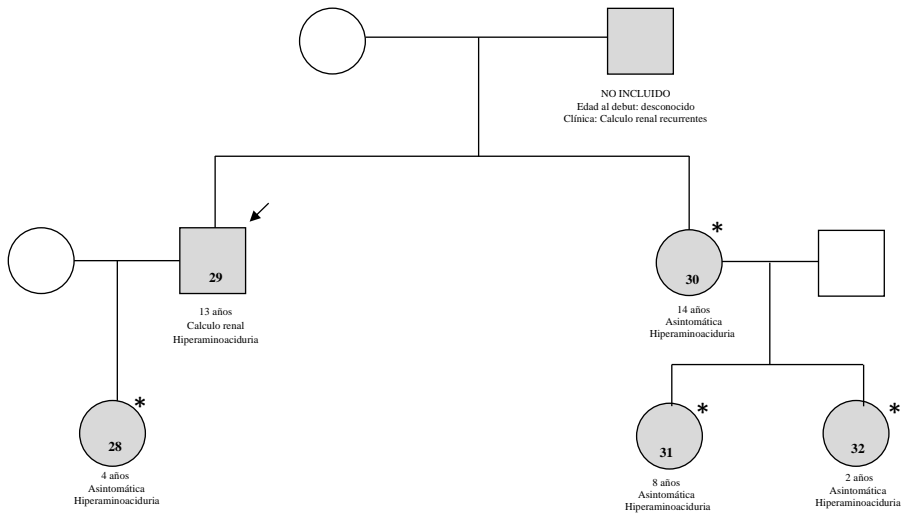 NO INCLUIDO
Edad al debut: desconocido
Clínica: Calculo renal recurrentes
29
13 años
Calculo renal
Hiperaminoaciduria
*
30
14 años
Asintomática
Hiperaminoaciduria
*
28
4 años
Asintomática
Hiperaminoaciduria
*
31
8 años
Asintomática
Hiperaminoaciduria
*
32
2 años
Asintomática
Hiperaminoaciduria